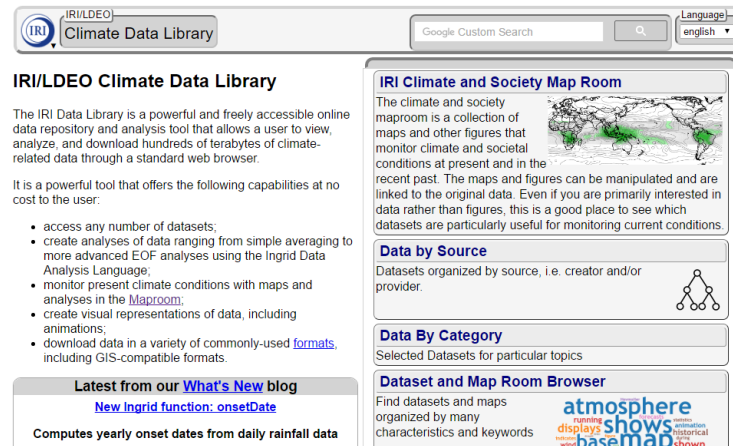 IRI/LDEO
IRI
Climate Data Library
Google Custom Search
Language
english
IRI/LDEO Climate Data Library
The IRI Data Library is a powerful and freely accessible online
data repository and analysis tool that allows a user to view,
analyze, and download hundreds of terabytes of climate-
related data through a standard web browser.
It is a powerful tool that offers the following capabilities at no
cost to the user:
access any number of datasets;
create analyses of data ranging from simple averaging to
more advanced EOF analyses using the Ingrid Data
Analysis Language;
monitor present climate conditions with maps and
analyses in the Maproom;
create visual representations of data, including
animations;
download data in a variety of commonly-used formats,
including GIS-compatible formats.
Latest from our What's New blog
New Ingrid function: onsetDate
Computes yearly onset dates from daily rainfall data
IRI Climate and Society Map Room
The climate and society
maproom is a collection of
maps and other figures that
monitor climate and societal
conditions at present and in the
recent past. The maps and figures can be manipulated and are
linked to the original data. Even if you are primarily interested in
data rather than figures, this is a good place to see which
datasets are particularly useful for monitoring current conditions.
Data by Source
Datasets organized by source, i.e. creator and/or
provider.
Data By Category
Selected Datasets for particular topics
Dataset and Map Room Browser
Find datasets and maps
organized by many
characteristics and keywords
atmosphere
running
displays shows animation
historical
basemap shown